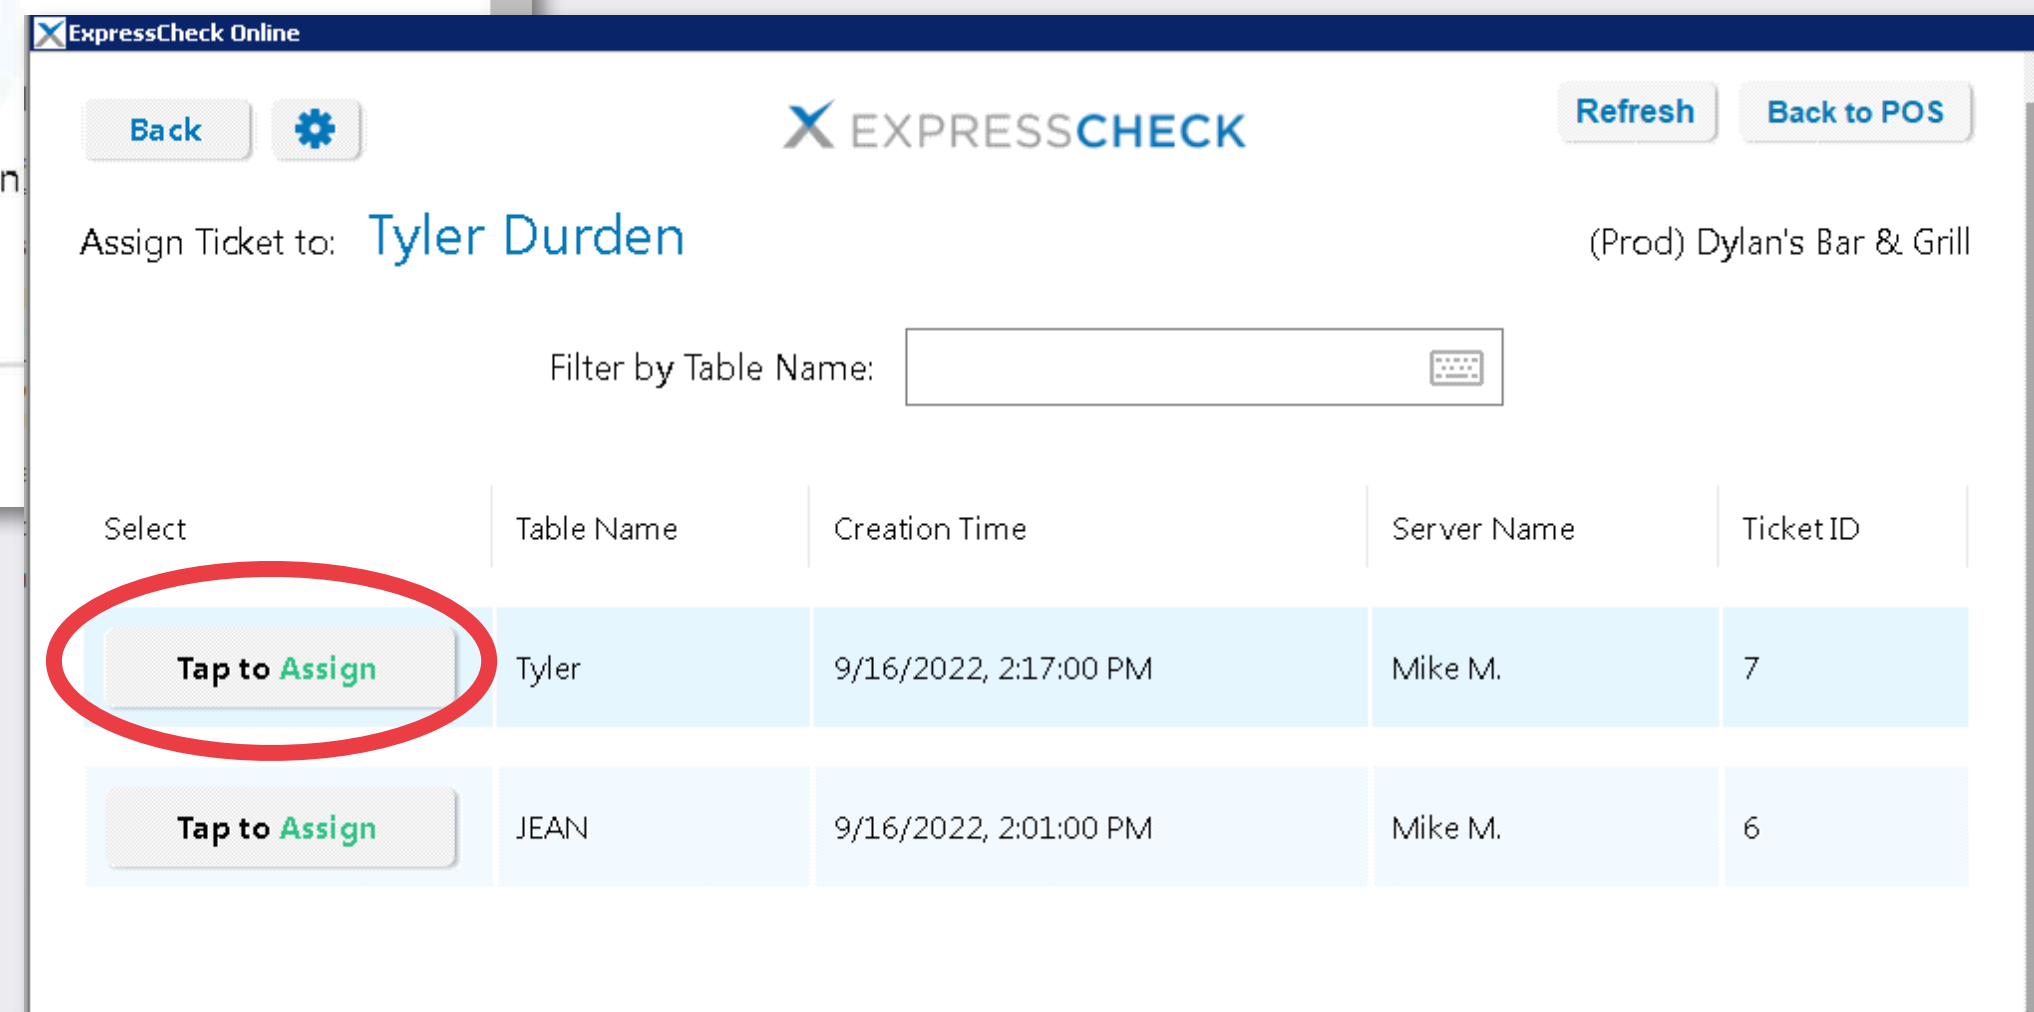 ExpressCheck Online
Back
EXPRESSCHECK
Refresh
Back to POS
Assign Ticket to: Tyler Durden
(Prod) Dylan's Bar & Grill
Filter by Table Name:
Select Table Name Creation Time Server Name Ticket ID
Tap to Assign Tyler 9/16/2022, 2:17:00 PM Mike M. 7
Tap to Assign JEAN 9/16/2022, 2:01:00 PM Mike M. 6